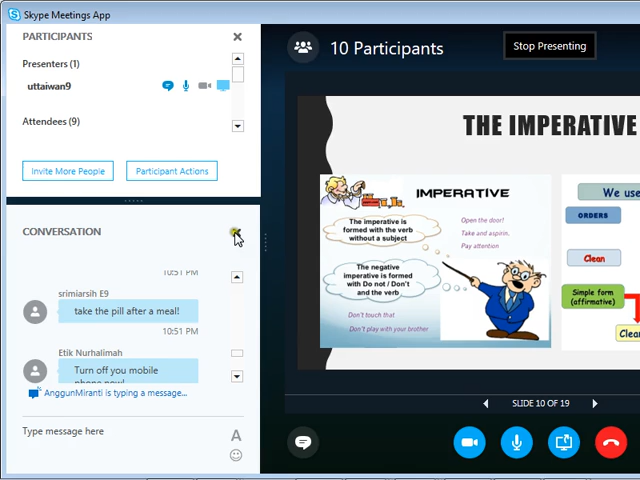 Skype Meetings App
PARTICIPANTS
Presenters (1)
uttaiwan9
Attendees (9)
Invite More People
Participant Actions
CONVERSATION
10:51 PM
srimiarsih E9
take the pill after a meal!
10:51 PM
Etik Nurhalimah
Turn off you mobile
phone now!
AnggunMiranti is typing a message...
Type message here
A
10 Participants
Stop Presenting
THE IMPERATIVE
IMPERATIVE
The imperative is
formed with the verb
without a subject
Open the door!
Take and aspirin,
Pay attention
The negative
imperative is formed
with Do not / Don't
and the verb
Don't touch that
Don't play with your brother
We use
ORDERS
Clean
Simple form
(affirmative)
Clean
SLIDE 10 OF 19